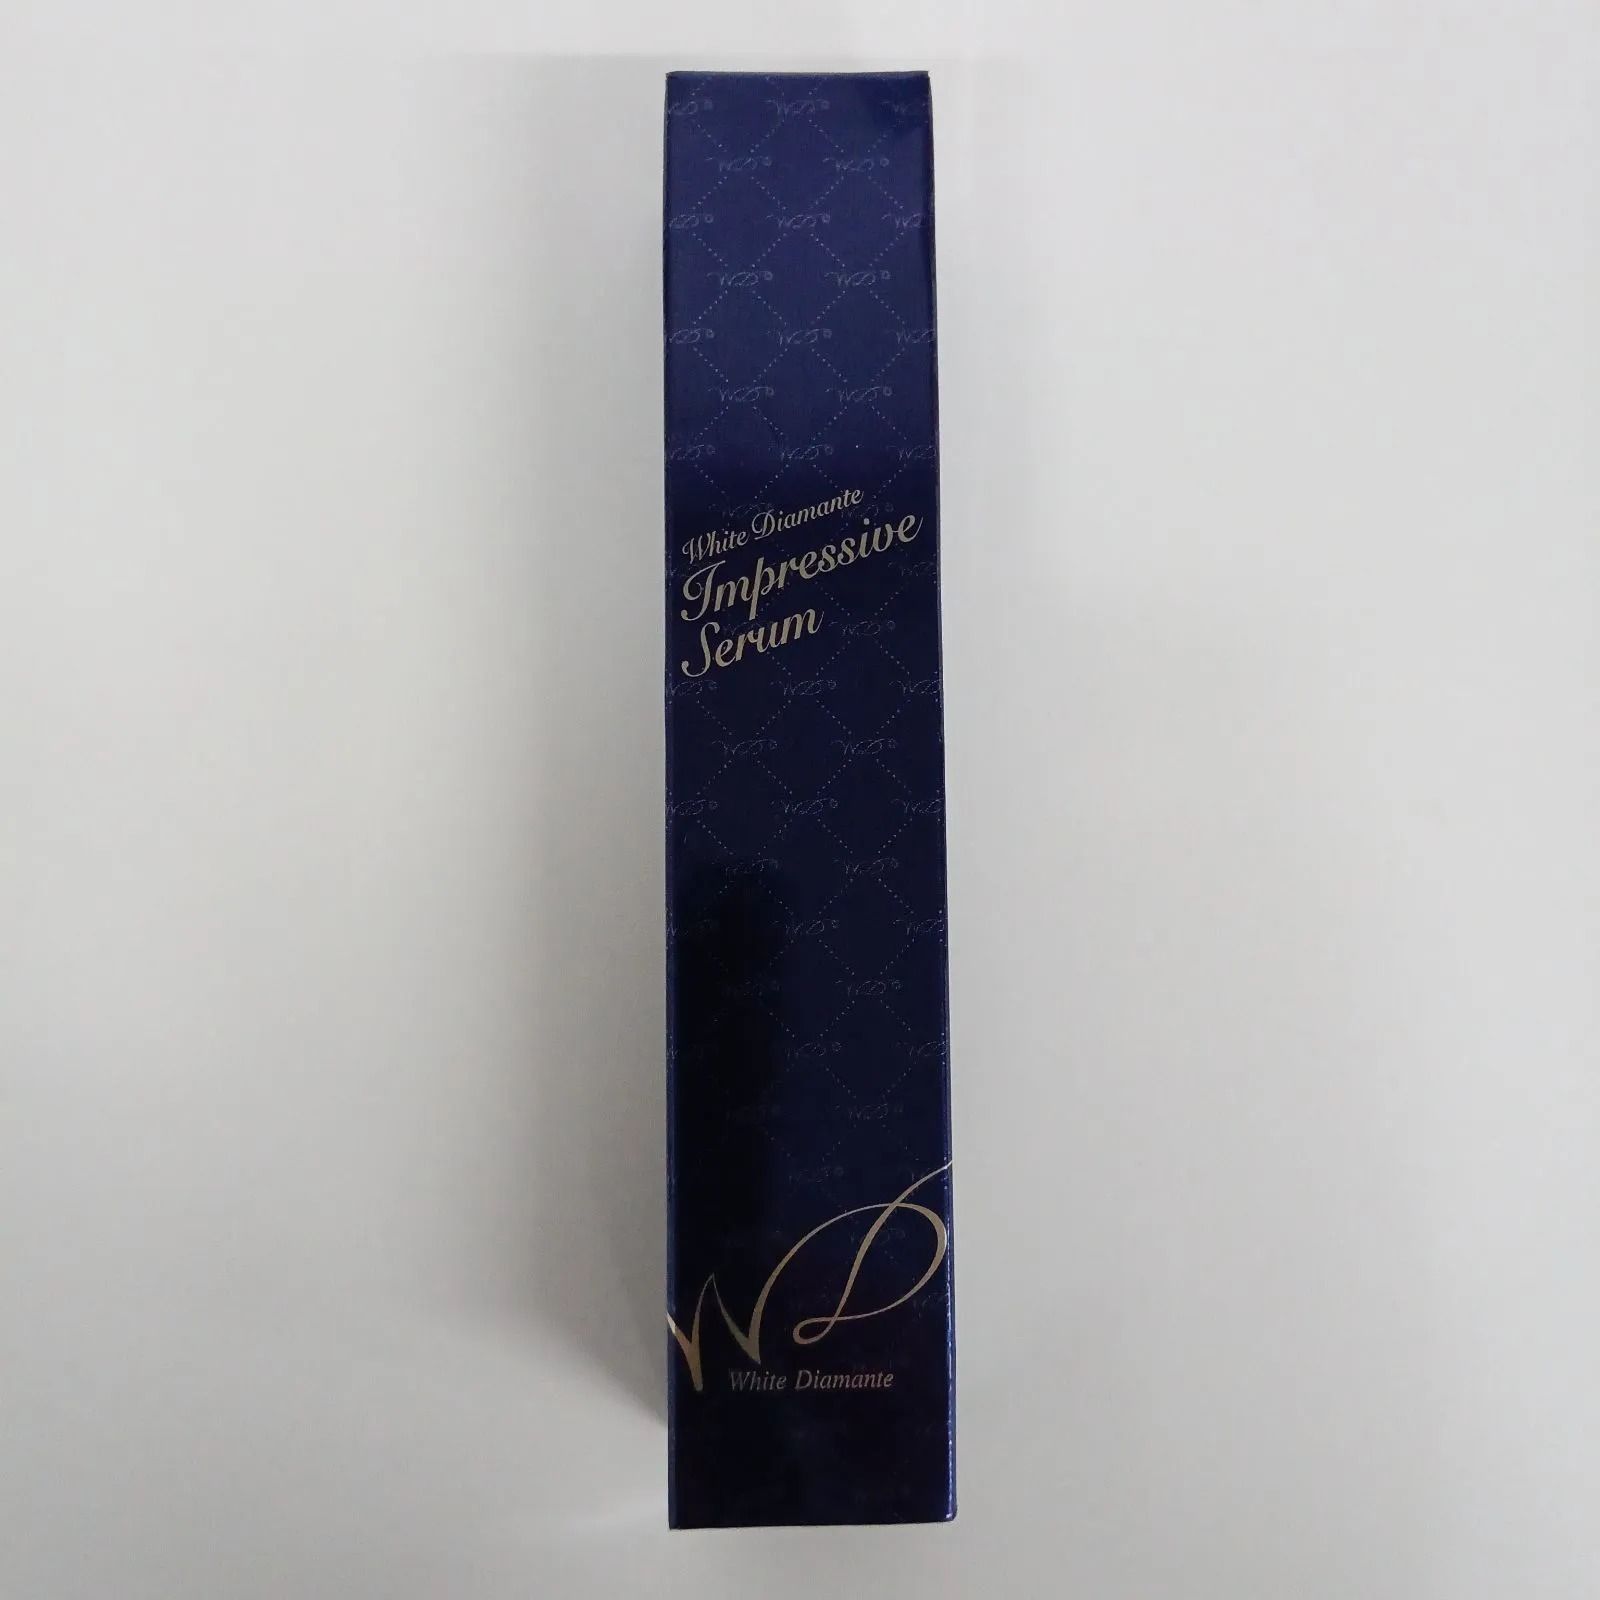 White Diamante
Impressive
Serum
WD
White Diamante